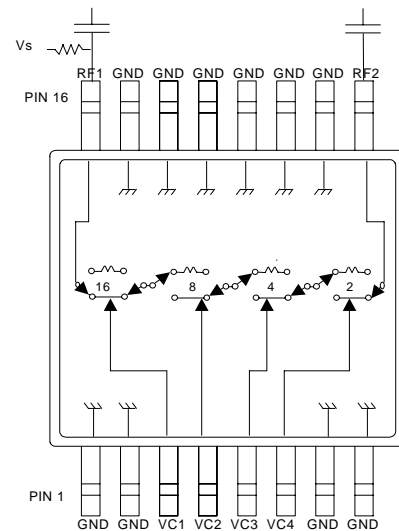 Vs
RF1 GND GND GND GND GND GND RF2
PIN 16
16 8 4 2
PIN 1
GND GND VC1 VC2 VC3 VC4 GND GND